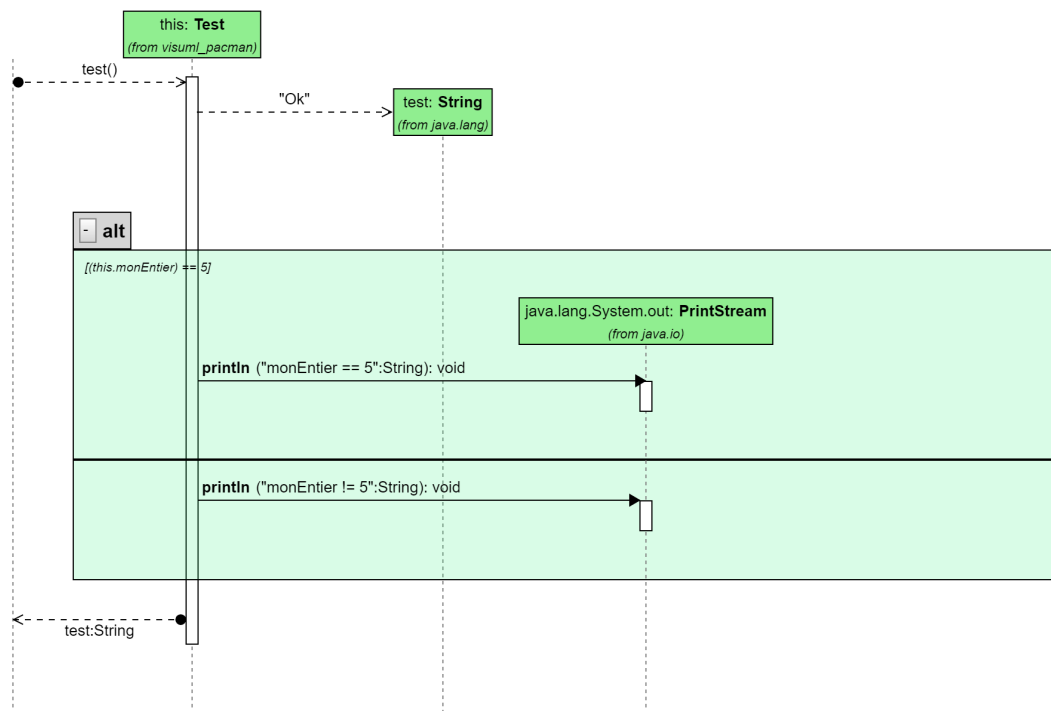 this: Test
(from visuml_pacman)
test()
"Ok"
test: String
(from java.lang)
- alt
[(this.monEntier) == 5]
java.lang.System.out: PrintStream
(from java.io)
println ("monEntier == 5":String): void
println ("monEntier != 5":String): void
test:String